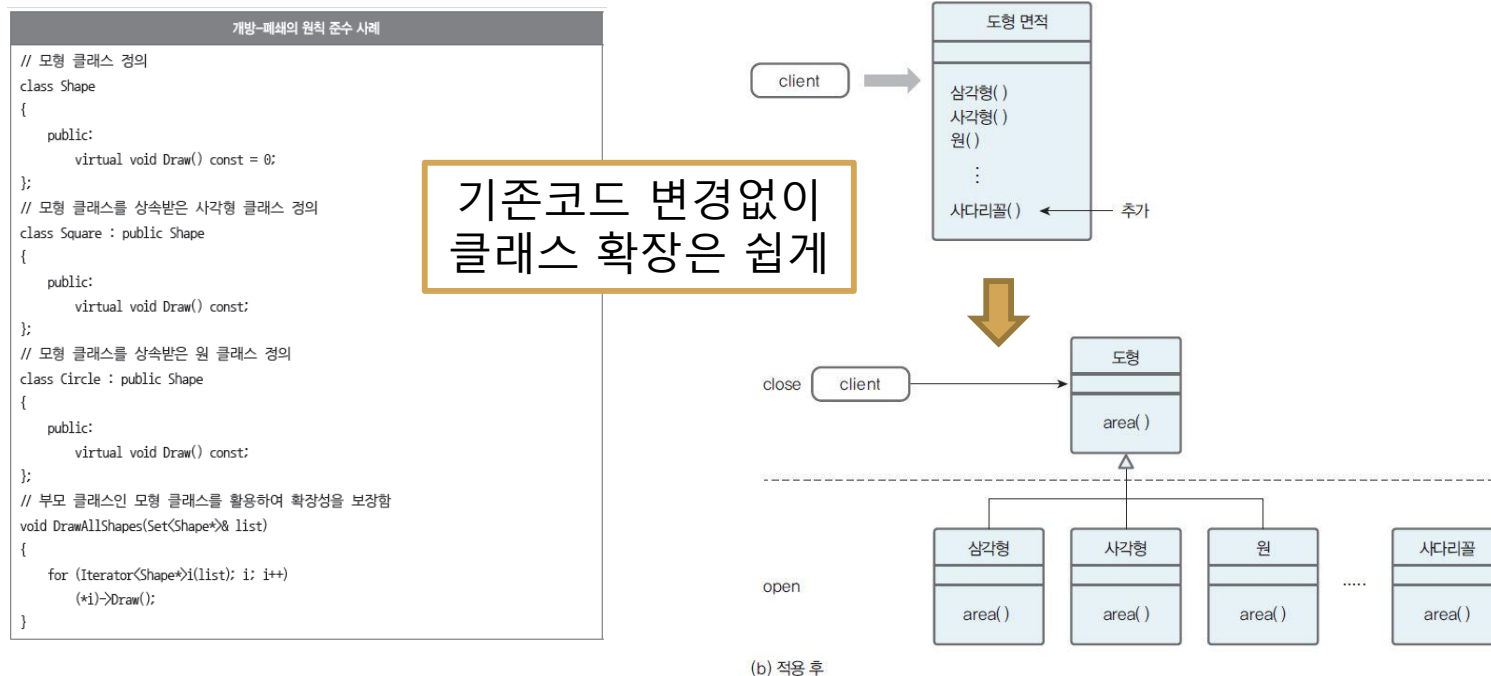 개방-폐쇄의 원칙 준수 사례
// 모형 클래스 정의
class Shape
{
public:
virtual void Draw() const = 0;
};
// 모형 클래스를 상속받은 사각형 클래스 정의
class Square : public Shape
{
public:
virtual void Draw() const;
};
// 모형 클래스를 상속받은 원 클래스 정의
class Circle : public Shape
{
public:
virtual void Draw() const;
};
// 부모 클래스인 모형 클래스를 활용하여 확장성을 보장함
void DrawAllShapes(Set<Shape*>& list)
{
for (Iterator<Shape*>i(list); i; i++)
(*i)->Draw();
}
기존코드 변경없이
클래스 확장은 쉽게
도형 면적
client
삼각형( )
사각형( )
원( )
⋮
사다리꼴( )
추가
도형
close
client
area( )
삼각형
사각형
원
사다리꼴
open
.....
area( )
area( )
area( )
area( )
(b) 적용 후